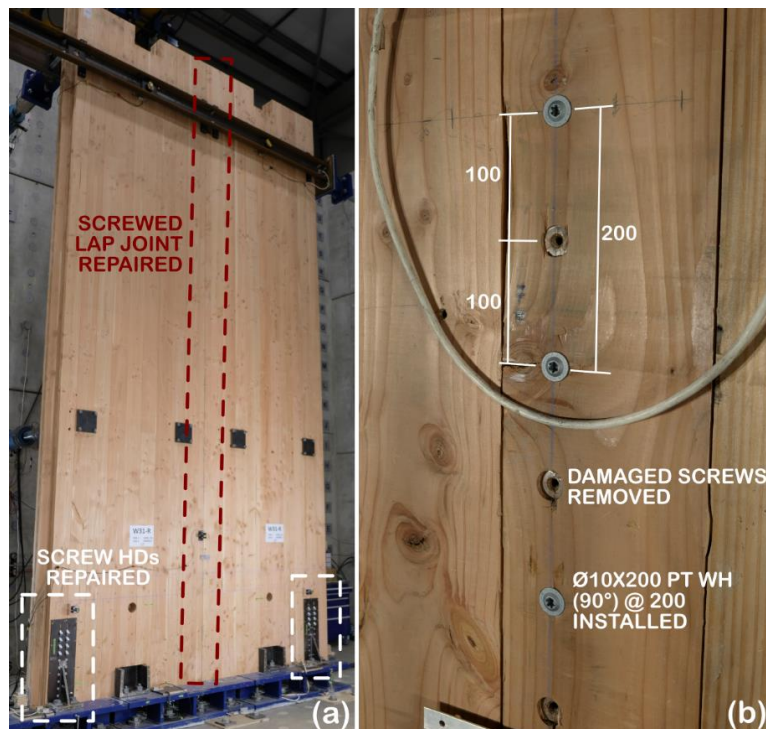 SCREWED
LAP JOINT
REPAIRED
W31-R
SCREW HDs
REPAIRED
(a)
100
200
100
DAMAGED SCREWS
REMOVED
Ø10X200 PT WH
(90°) @ 200
INSTALLED
(b)